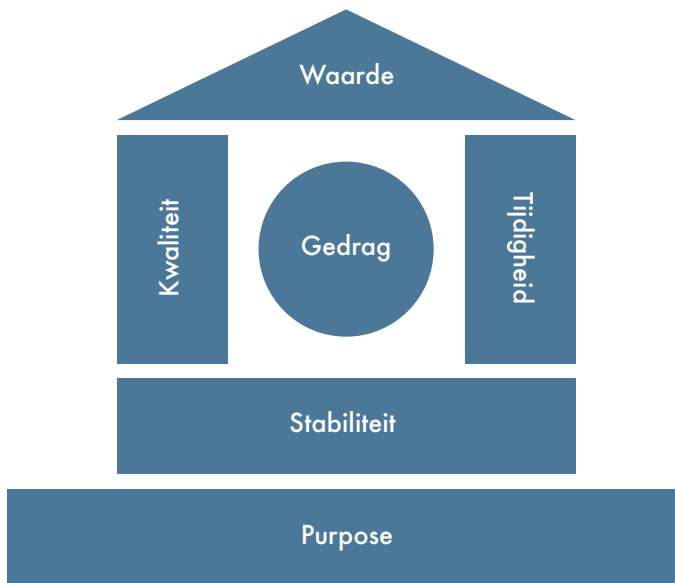 Waarde
Kwaliteit
Gedrag
Tijdigheid
Stabiliteit
Purpose